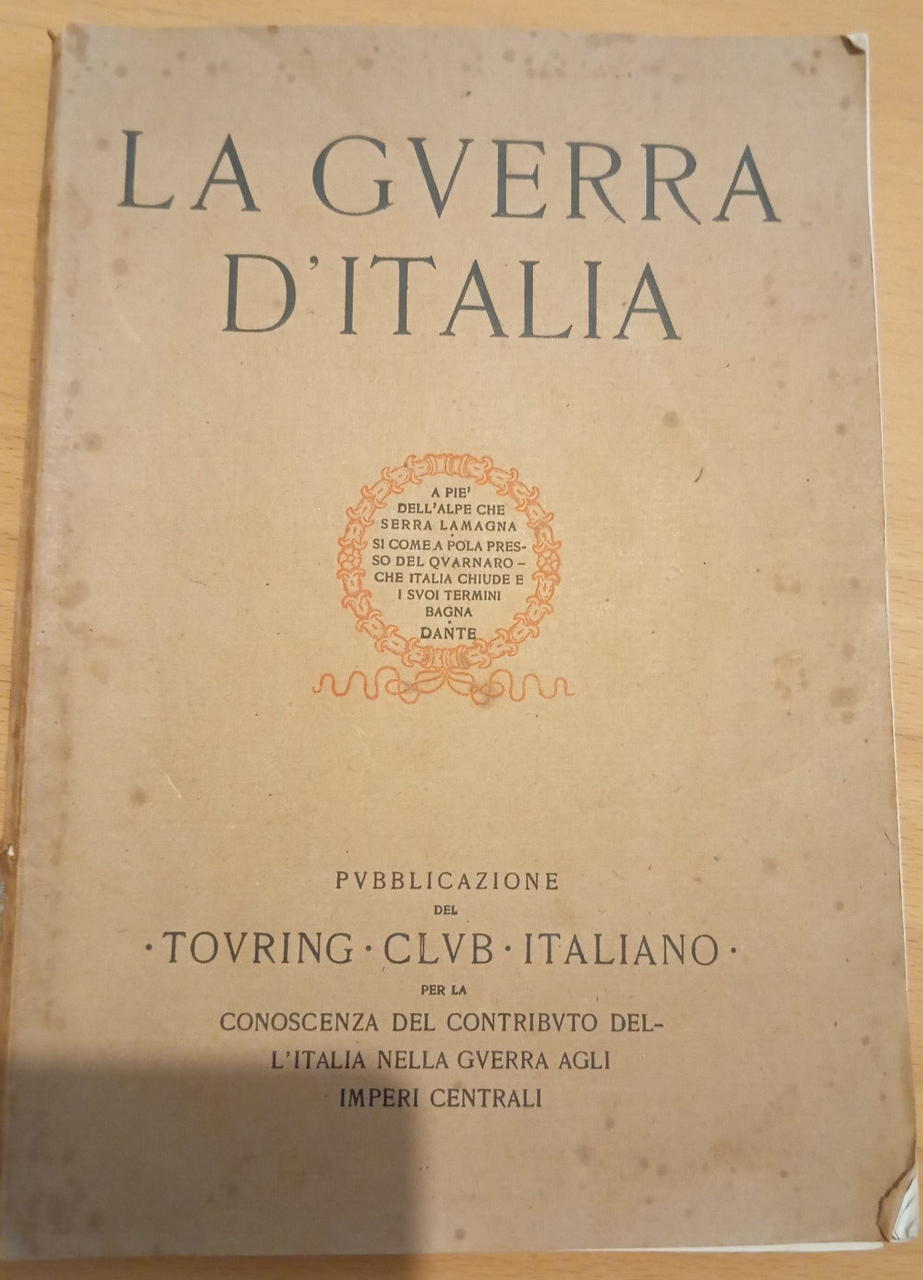 LA GVERRA
D'ITALIA
A PIE'
DELL'ALPE CHE
SERRA LAMAGNA
SI COME A POLA PRES-
SO DEL QVARNARO –
CHE ITALIA CHIUDE E
I SVOI TERMINI
BAGNA
DANTE
PVBBLICAZIONE
DEL
· TOVRING · CLVB · ITALIANO ·
PER LA
CONOSCENZA DEL CONTRIBVTO DEL-
L'ITALIA NELLA GVERRA AGLI
IMPERI CENTRALI